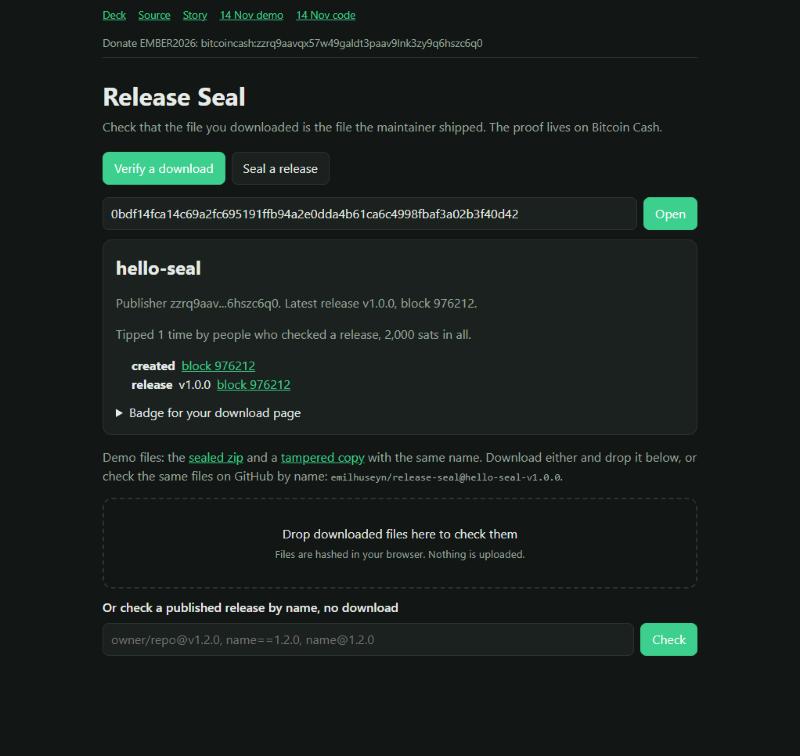 Deck Source Story 14 Nov demo 14 Nov code
Donate EMBER2026: bitcoincash:zzrq9aavqx57w49galdt3paav9lnk3zy9q6hszc6q0
Release Seal
Check that the file you downloaded is the file the maintainer shipped. The proof lives on Bitcoin Cash.
Verify a download Seal a release
0bdf14fca14c69a2fc695191ffb94a2e0dda4b61ca6c4998fbaf3a02b3f40d42 Open
hello-seal
Publisher zzrq9aav...6hszc6q0. Latest release v1.0.0, block 976212.
Tipped 1 time by people who checked a release, 2,000 sats in all.
created block 976212
release v1.0.0 block 976212
Badge for your download page
Demo files: the sealed zip and a tampered copy with the same name. Download either and drop it below, or
check the same files on GitHub by name: emilhuseyn/release-seal@hello-seal-v1.0.0.
Drop downloaded files here to check them
Files are hashed in your browser. Nothing is uploaded.
Or check a published release by name, no download
owner/repo@v1.2.0, name==1.2.0, name@1.2.0 Check